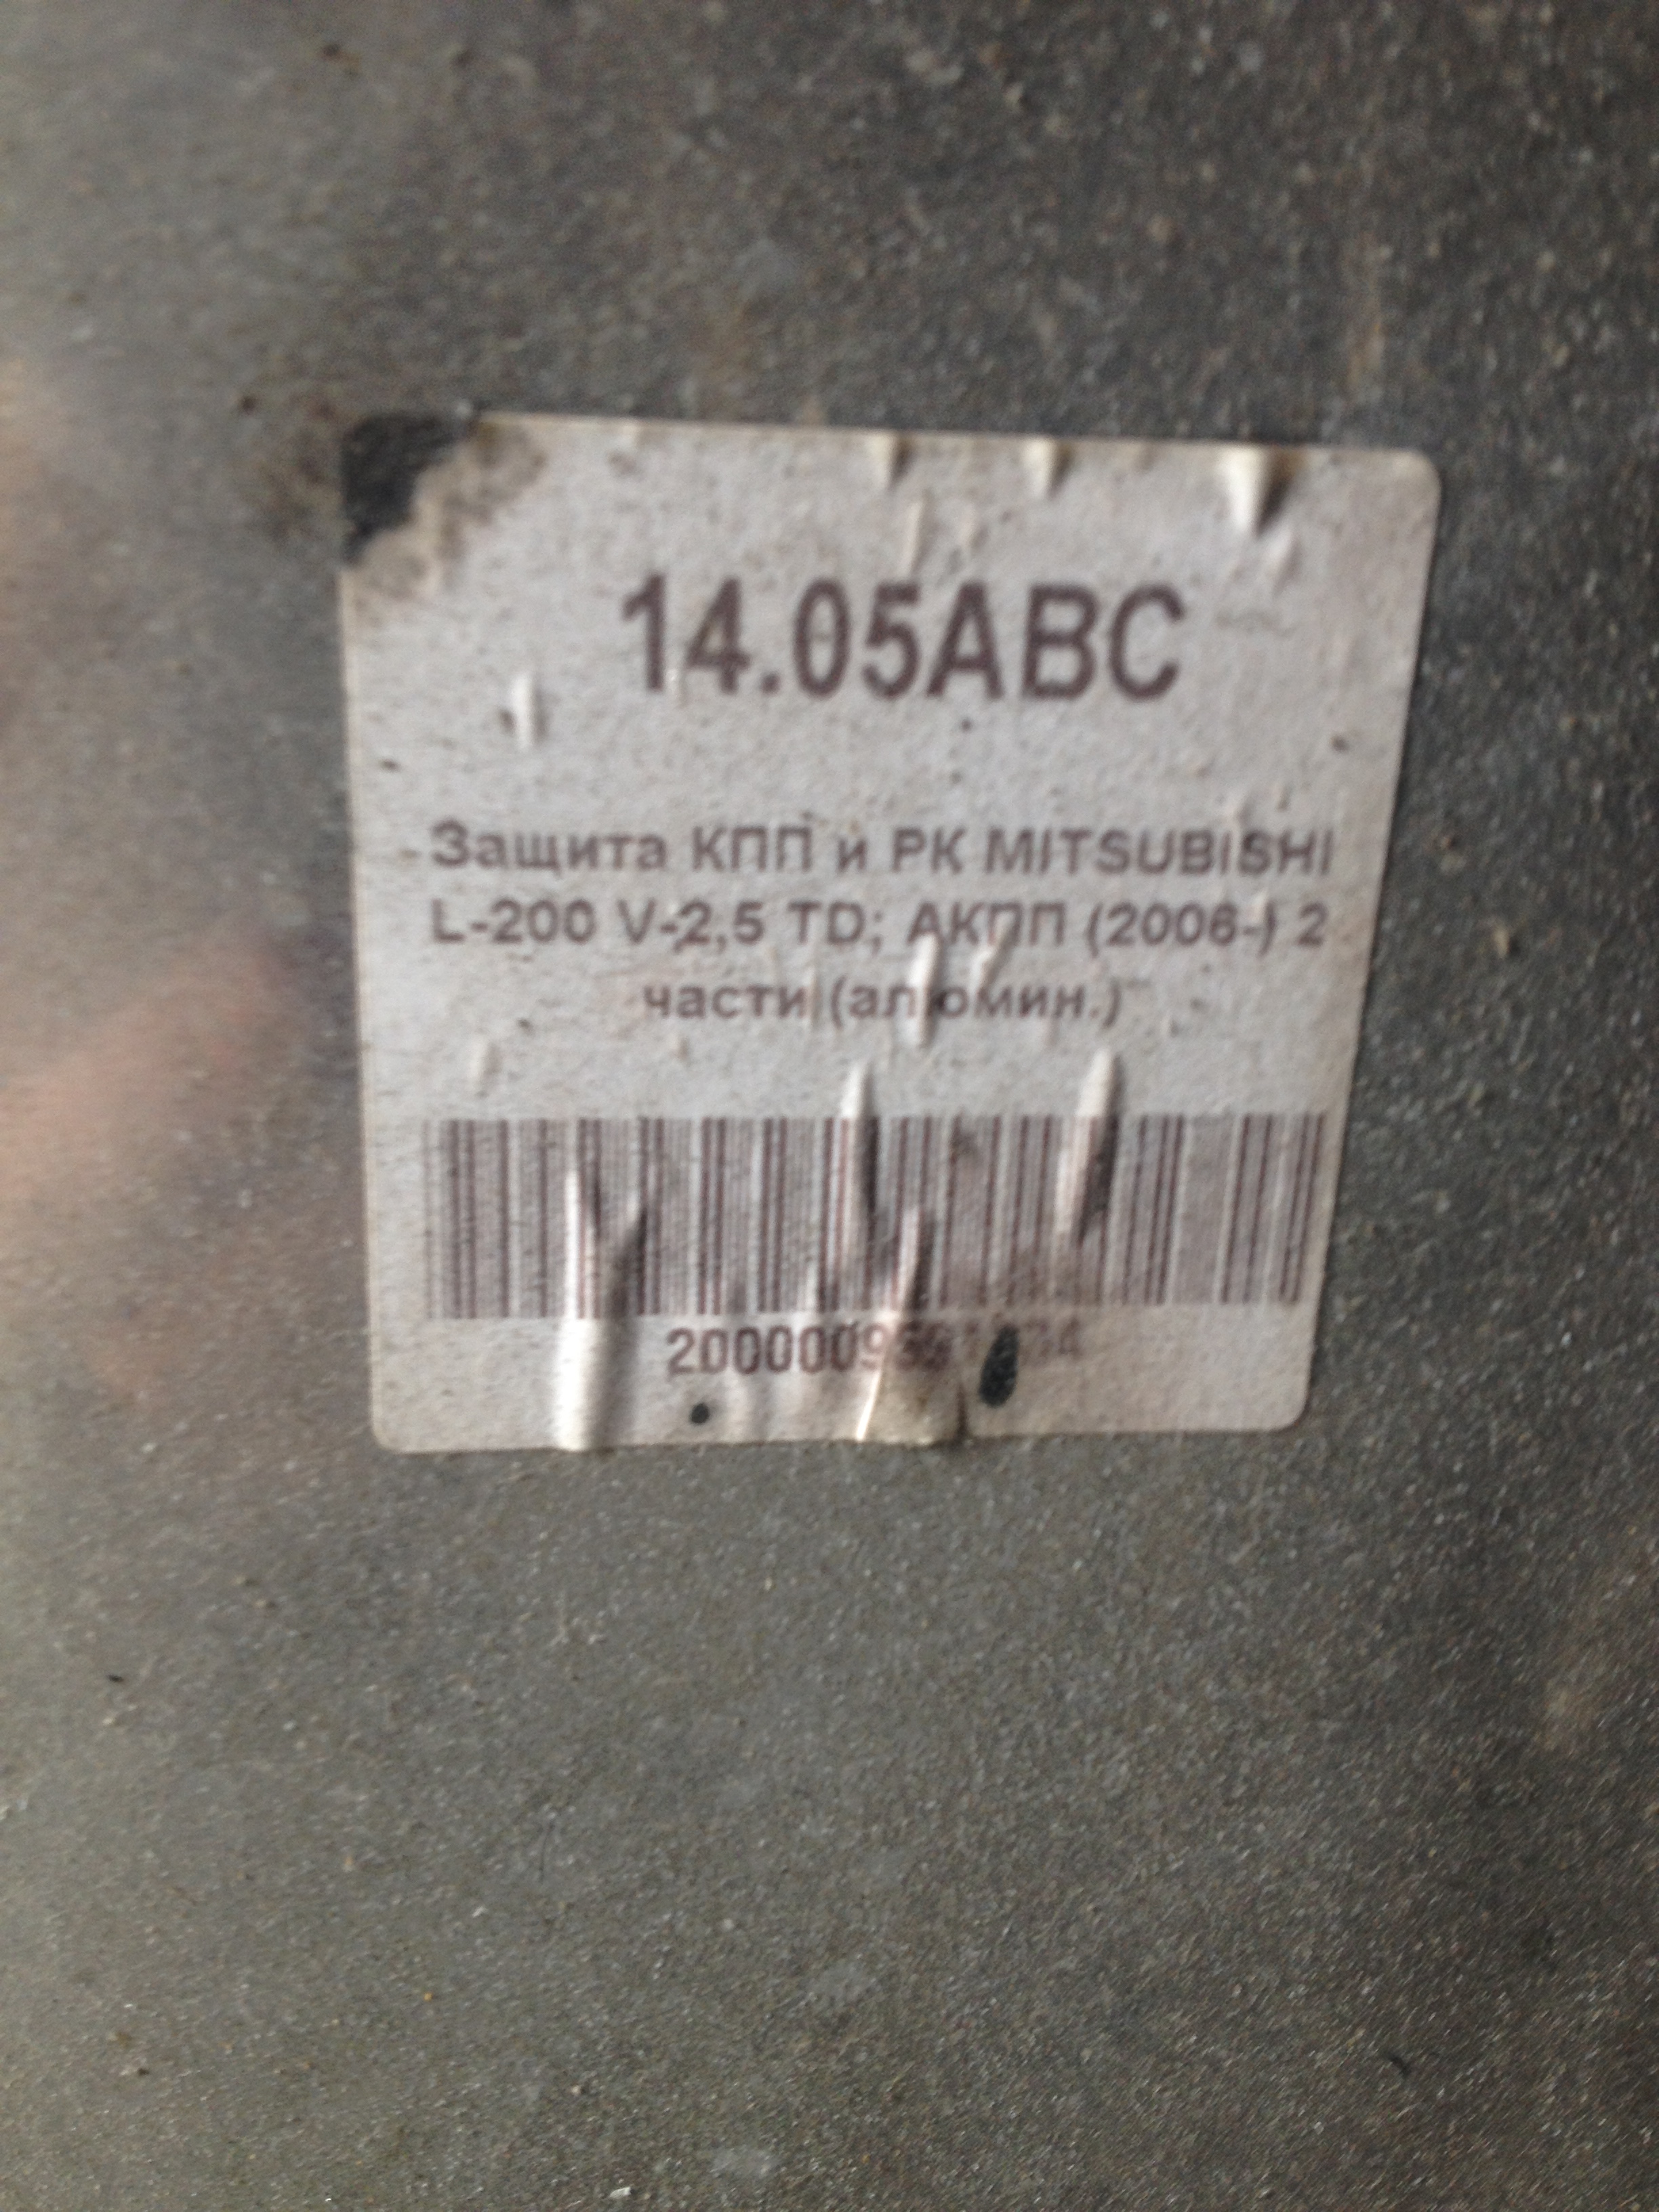 14.05ABC
Защита КПП и РК MITSUBISHI
L-200 V-2,5 TD; АКПП (2006-) 2
части (алюмин.)